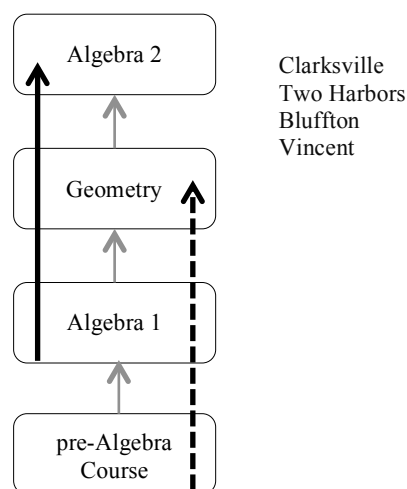 Algebra 2
Clarksville
Two Harbors
Bluffton
Vincent
Geometry
Algebra 1
pre-Algebra
Course